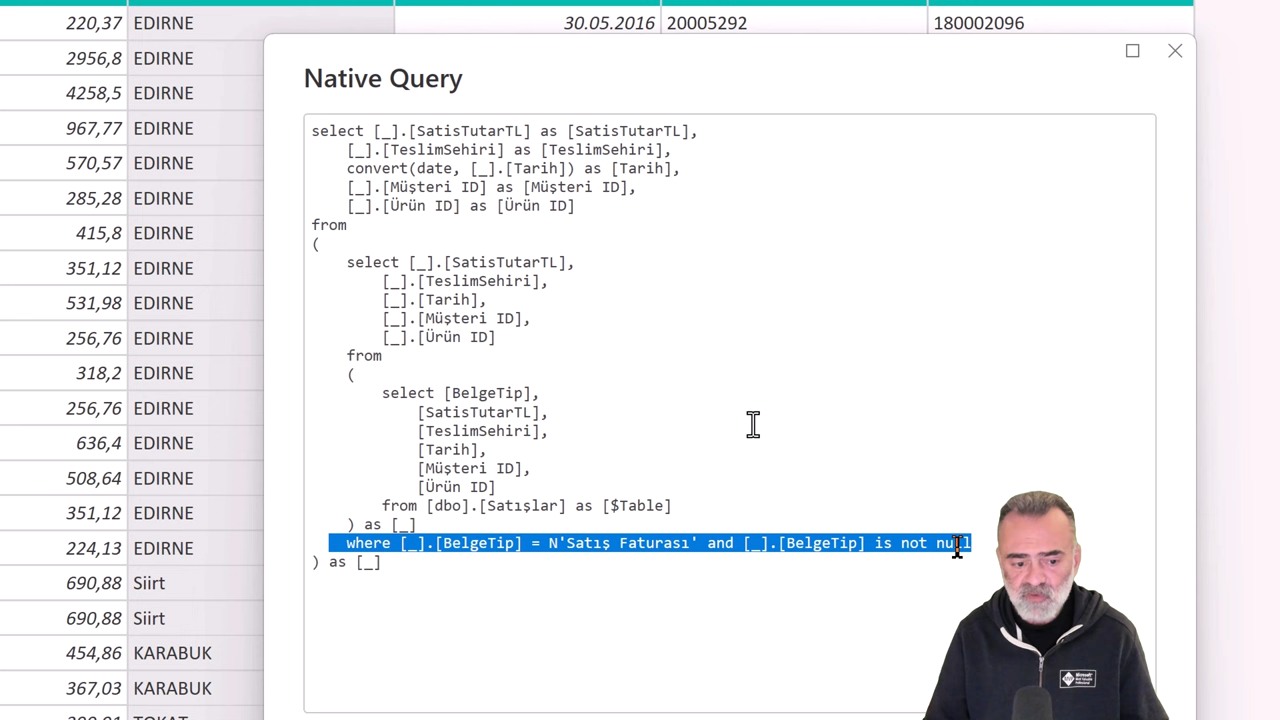 220,37 EDIRNE 30.05.2016 20005292 180002096
2956,8 EDIRNE
4258,5 EDIRNE
967,77 EDIRNE
570,57 EDIRNE
285,28 EDIRNE
415,8 EDIRNE
351,12 EDIRNE
531,98 EDIRNE
256,76 EDIRNE
318,2 EDIRNE
256,76 EDIRNE
636,4 EDIRNE
508,64 EDIRNE
351,12 EDIRNE
224,13 EDIRNE
690,88 Siirt
690,88 Siirt
454,86 KARABUK
367,03 KARABUK
Native Query
select [_].[SatisTutarTL] as [SatisTutarTL],
[_].[TeslimSehiri] as [TeslimSehiri],
convert(date, [_].[Tarih]) as [Tarih],
[_].[Müşteri ID] as [Müşteri ID],
[_].[Ürün ID] as [Ürün ID]
from
(
select [_].[SatisTutarTL],
[_].[TeslimSehiri],
[_].[Tarih],
[_].[Müşteri ID],
[_].[Ürün ID]
from
(
select [BelgeTip],
[SatisTutarTL],
[TeslimSehiri],
[Tarih],
[Müşteri ID],
[Ürün ID]
from [dbo].[Satışlar] as [$Table]
) as [_]
where [_].[BelgeTip] = N'Satış Faturası' and [_].[BelgeTip] is not null
) as [_]